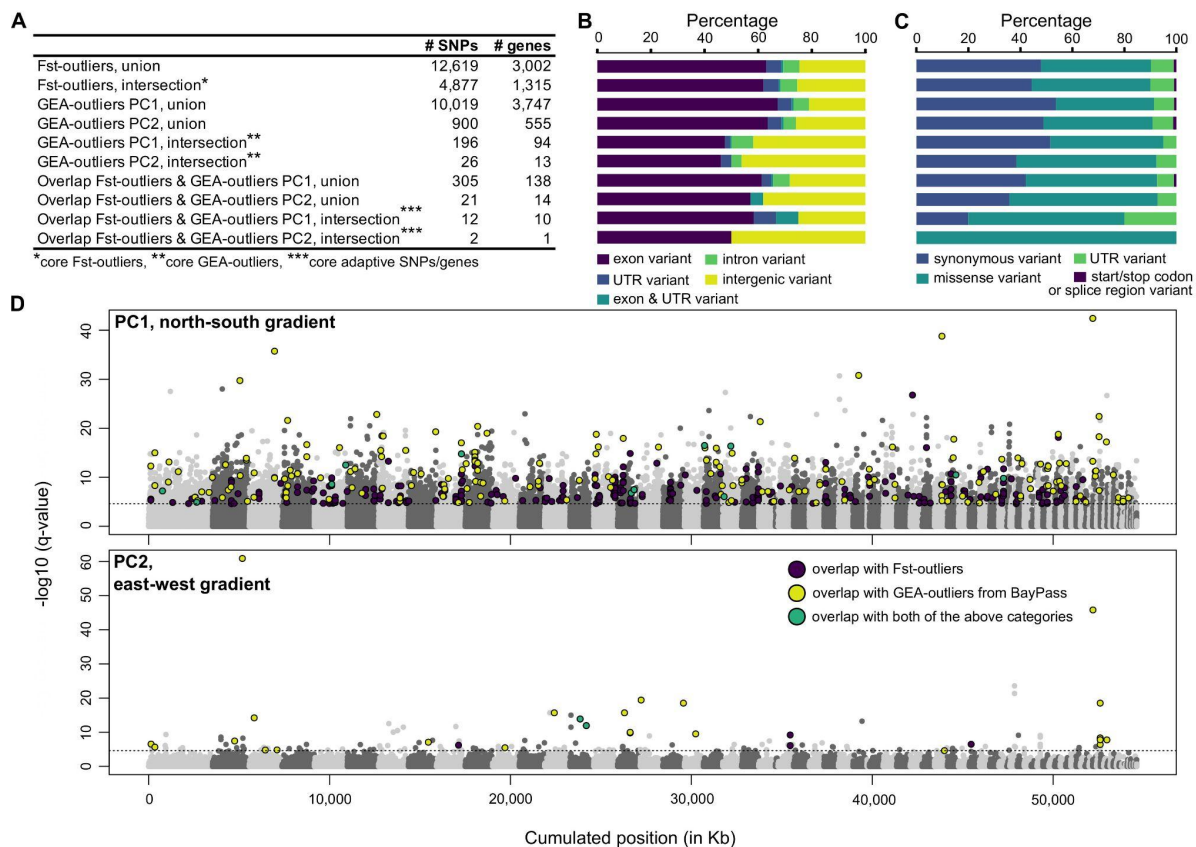 A
# SNPs # genes
Fst-outliers, union 12,619 3,002
Fst-outliers, intersection* 4,877 1,315
GEA-outliers PC1, union 10,019 3,747
GEA-outliers PC2, union 900 555
GEA-outliers PC1, intersection** 196 94
GEA-outliers PC2, intersection** 26 13
Overlap Fst-outliers & GEA-outliers PC1, union 305 138
Overlap Fst-outliers & GEA-outliers PC2, union 21 14
Overlap Fst-outliers & GEA-outliers PC1, intersection*** 12 10
Overlap Fst-outliers & GEA-outliers PC2, intersection*** 2 1
*core Fst-outliers, **core GEA-outliers, ***core adaptive SNPs/genes
B
Percentage
0 20 40 60 80 100
exon variant
UTR variant
exon & UTR variant
intron variant
intergenic variant
C
Percentage
0 20 40 60 80 100
synonymous variant
missense variant
UTR variant
start/stop codon
or splice region variant
D
PC1, north-south gradient
40
30
20
10
0
-log10 (q-value)
PC2,
east-west gradient
overlap with Fst-outliers
overlap with GEA-outliers from BayPass
overlap with both of the above categories
60
50
40
30
20
10
0
0 10,000 20,000 30,000 40,000 50,000
Cumulated position (in Kb)